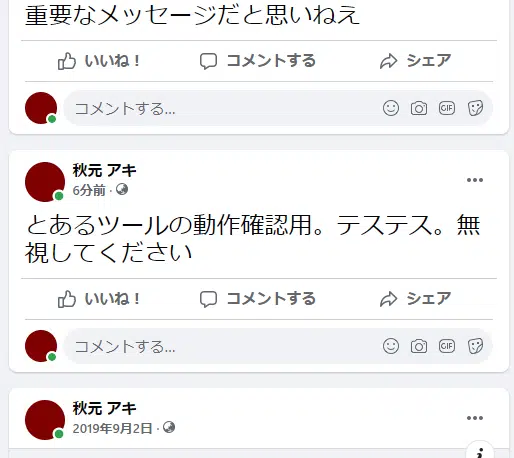 重要なメッセージだと思いねえ
いいね！ コメントする シェア
コメントする... GIF
秋元 アキ
6分前 ·
とあるツールの動作確認用。テステス。無
視してください
いいね！ コメントする シェア
コメントする... GIF
秋元 アキ
2019年9月2日 ·
i